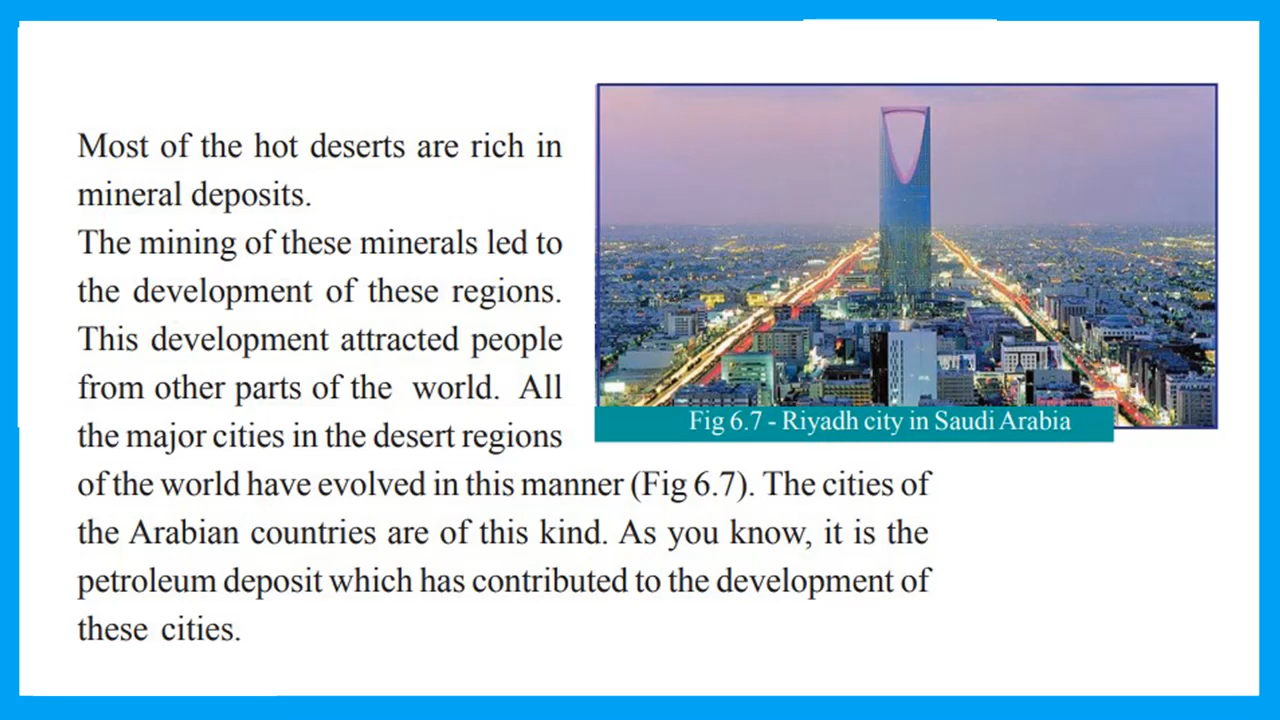 Most of the hot deserts are rich in
mineral deposits.
The mining of these minerals led to
the development of these regions.
This development attracted people
from other parts of the world. All
the major cities in the desert regions
of the world have evolved in this manner (Fig 6.7). The cities of
the Arabian countries are of this kind. As you know, it is the
petroleum deposit which has contributed to the development of
these cities.
Fig 6.7 - Riyadh city in Saudi Arabia